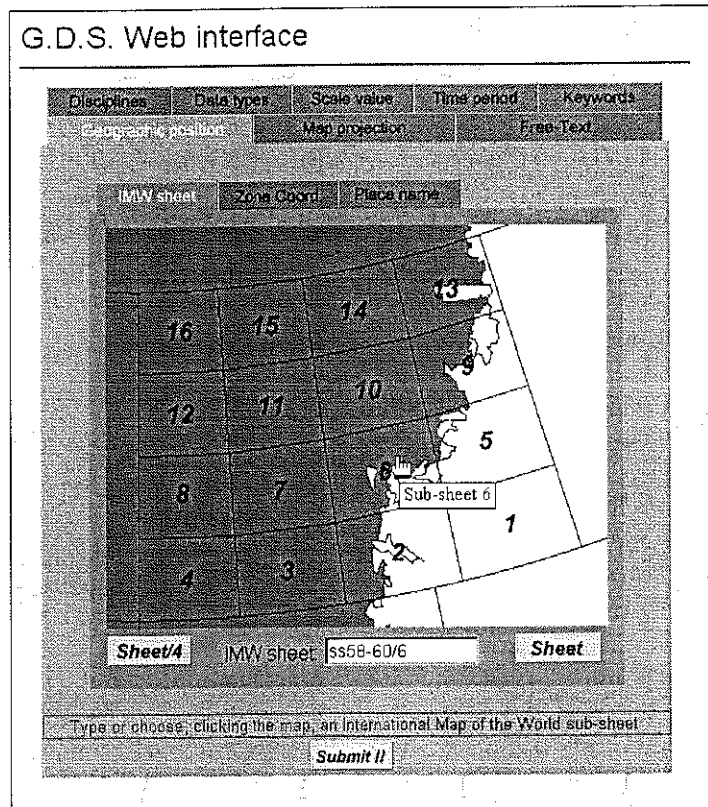 G.D.S. Web interface
Disciplines Data types Scale value Time period Keywords
Geographic position Map projection Free-Text
IMW sheet Zone Coord Place name
13
16 15 14
9
12 11 10
5
8 7 6
Sub-sheet 6
1
4 3 2
Sheet/4 IMW sheet ss58-60/6 Sheet
Type or choose, clicking the map, an International Map of the World sub-sheet
Submit !!